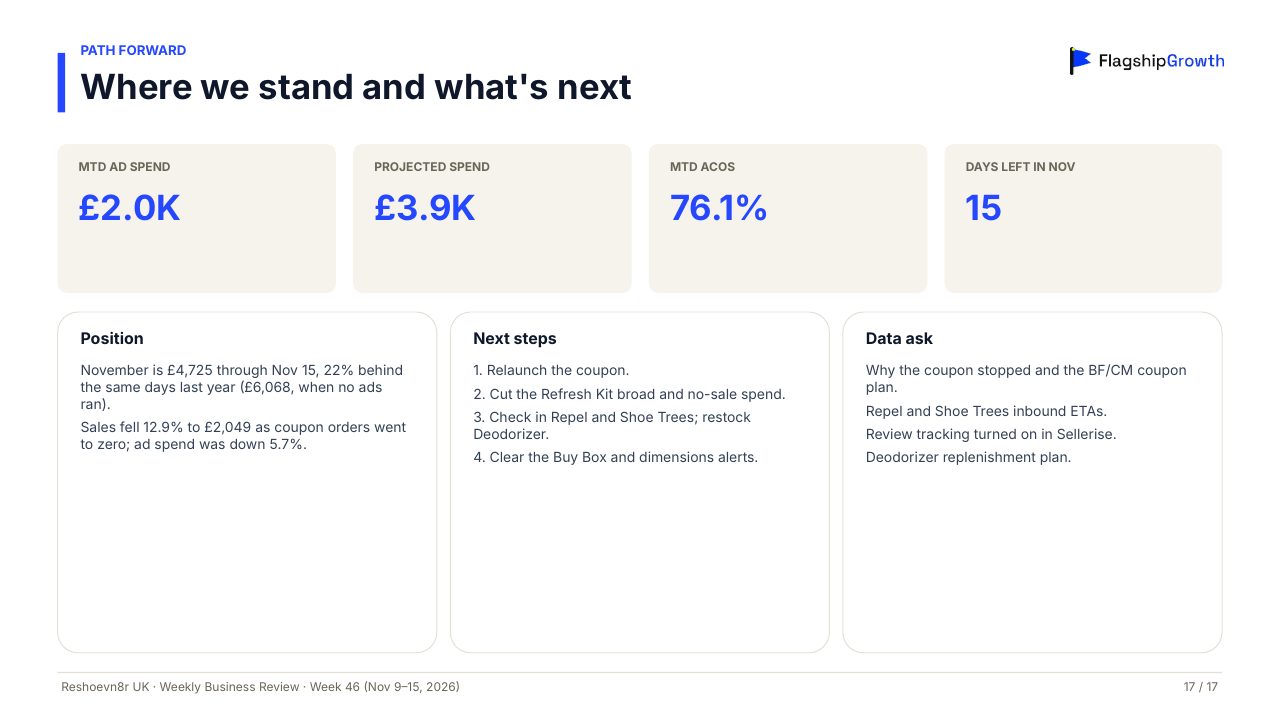 PATH FORWARD
Where we stand and what's next
FlagshipGrowth
MTD AD SPEND
£2.0K
PROJECTED SPEND
£3.9K
MTD ACOS
76.1%
DAYS LEFT IN NOV
15
Position
November is £4,725 through Nov 15, 22% behind
the same days last year (£6,068, when no ads
ran).
Sales fell 12.9% to £2,049 as coupon orders went
to zero; ad spend was down 5.7%.
Next steps
1. Relaunch the coupon.
2. Cut the Refresh Kit broad and no-sale spend.
3. Check in Repel and Shoe Trees; restock
Deodorizer.
4. Clear the Buy Box and dimensions alerts.
Data ask
Why the coupon stopped and the BF/CM coupon
plan.
Repel and Shoe Trees inbound ETAs.
Review tracking turned on in Sellerise.
Deodorizer replenishment plan.
Reshoevn8r UK · Weekly Business Review · Week 46 (Nov 9–15, 2026)
17 / 17